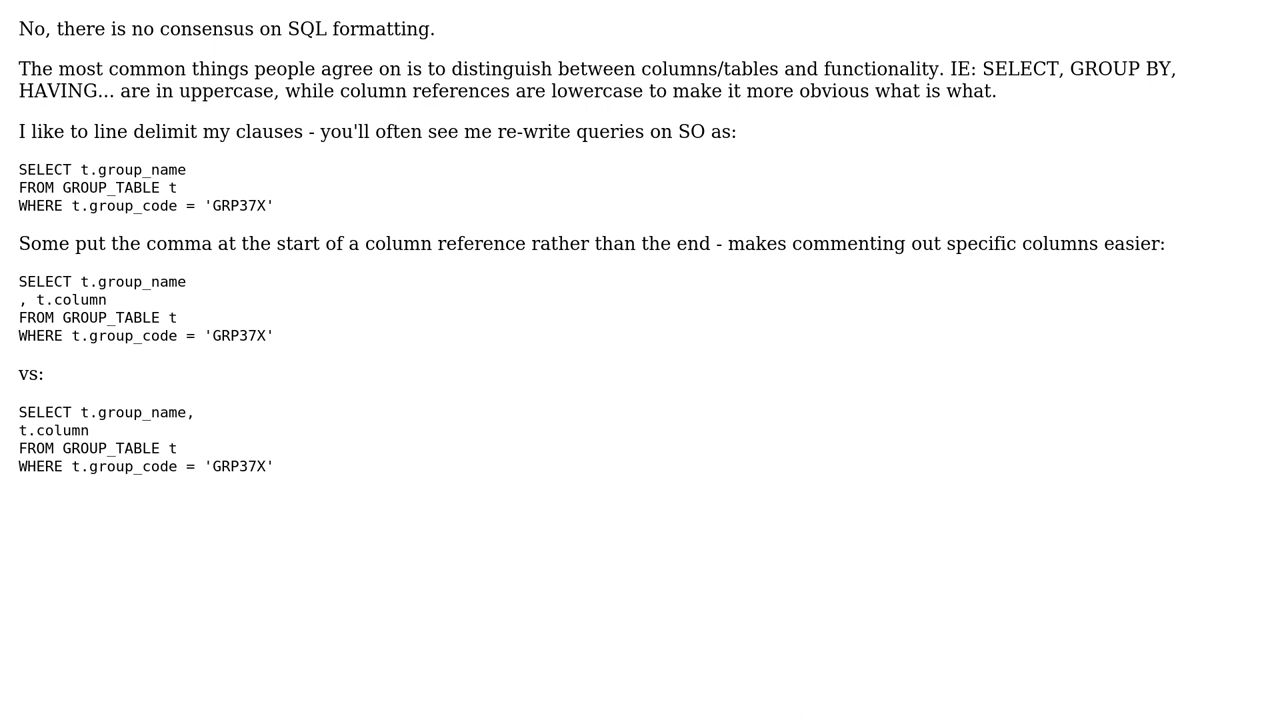 No, there is no consensus on SQL formatting.
The most common things people agree on is to distinguish between columns/tables and functionality. IE: SELECT, GROUP BY,
HAVING... are in uppercase, while column references are lowercase to make it more obvious what is what.
I like to line delimit my clauses - you'll often see me re-write queries on SO as:
SELECT t.group_name
FROM GROUP_TABLE t
WHERE t.group_code = 'GRP37X'
Some put the comma at the start of a column reference rather than the end - makes commenting out specific columns easier:
SELECT t.group_name
, t.column
FROM GROUP_TABLE t
WHERE t.group_code = 'GRP37X'
vs:
SELECT t.group_name,
t.column
FROM GROUP_TABLE t
WHERE t.group_code = 'GRP37X'